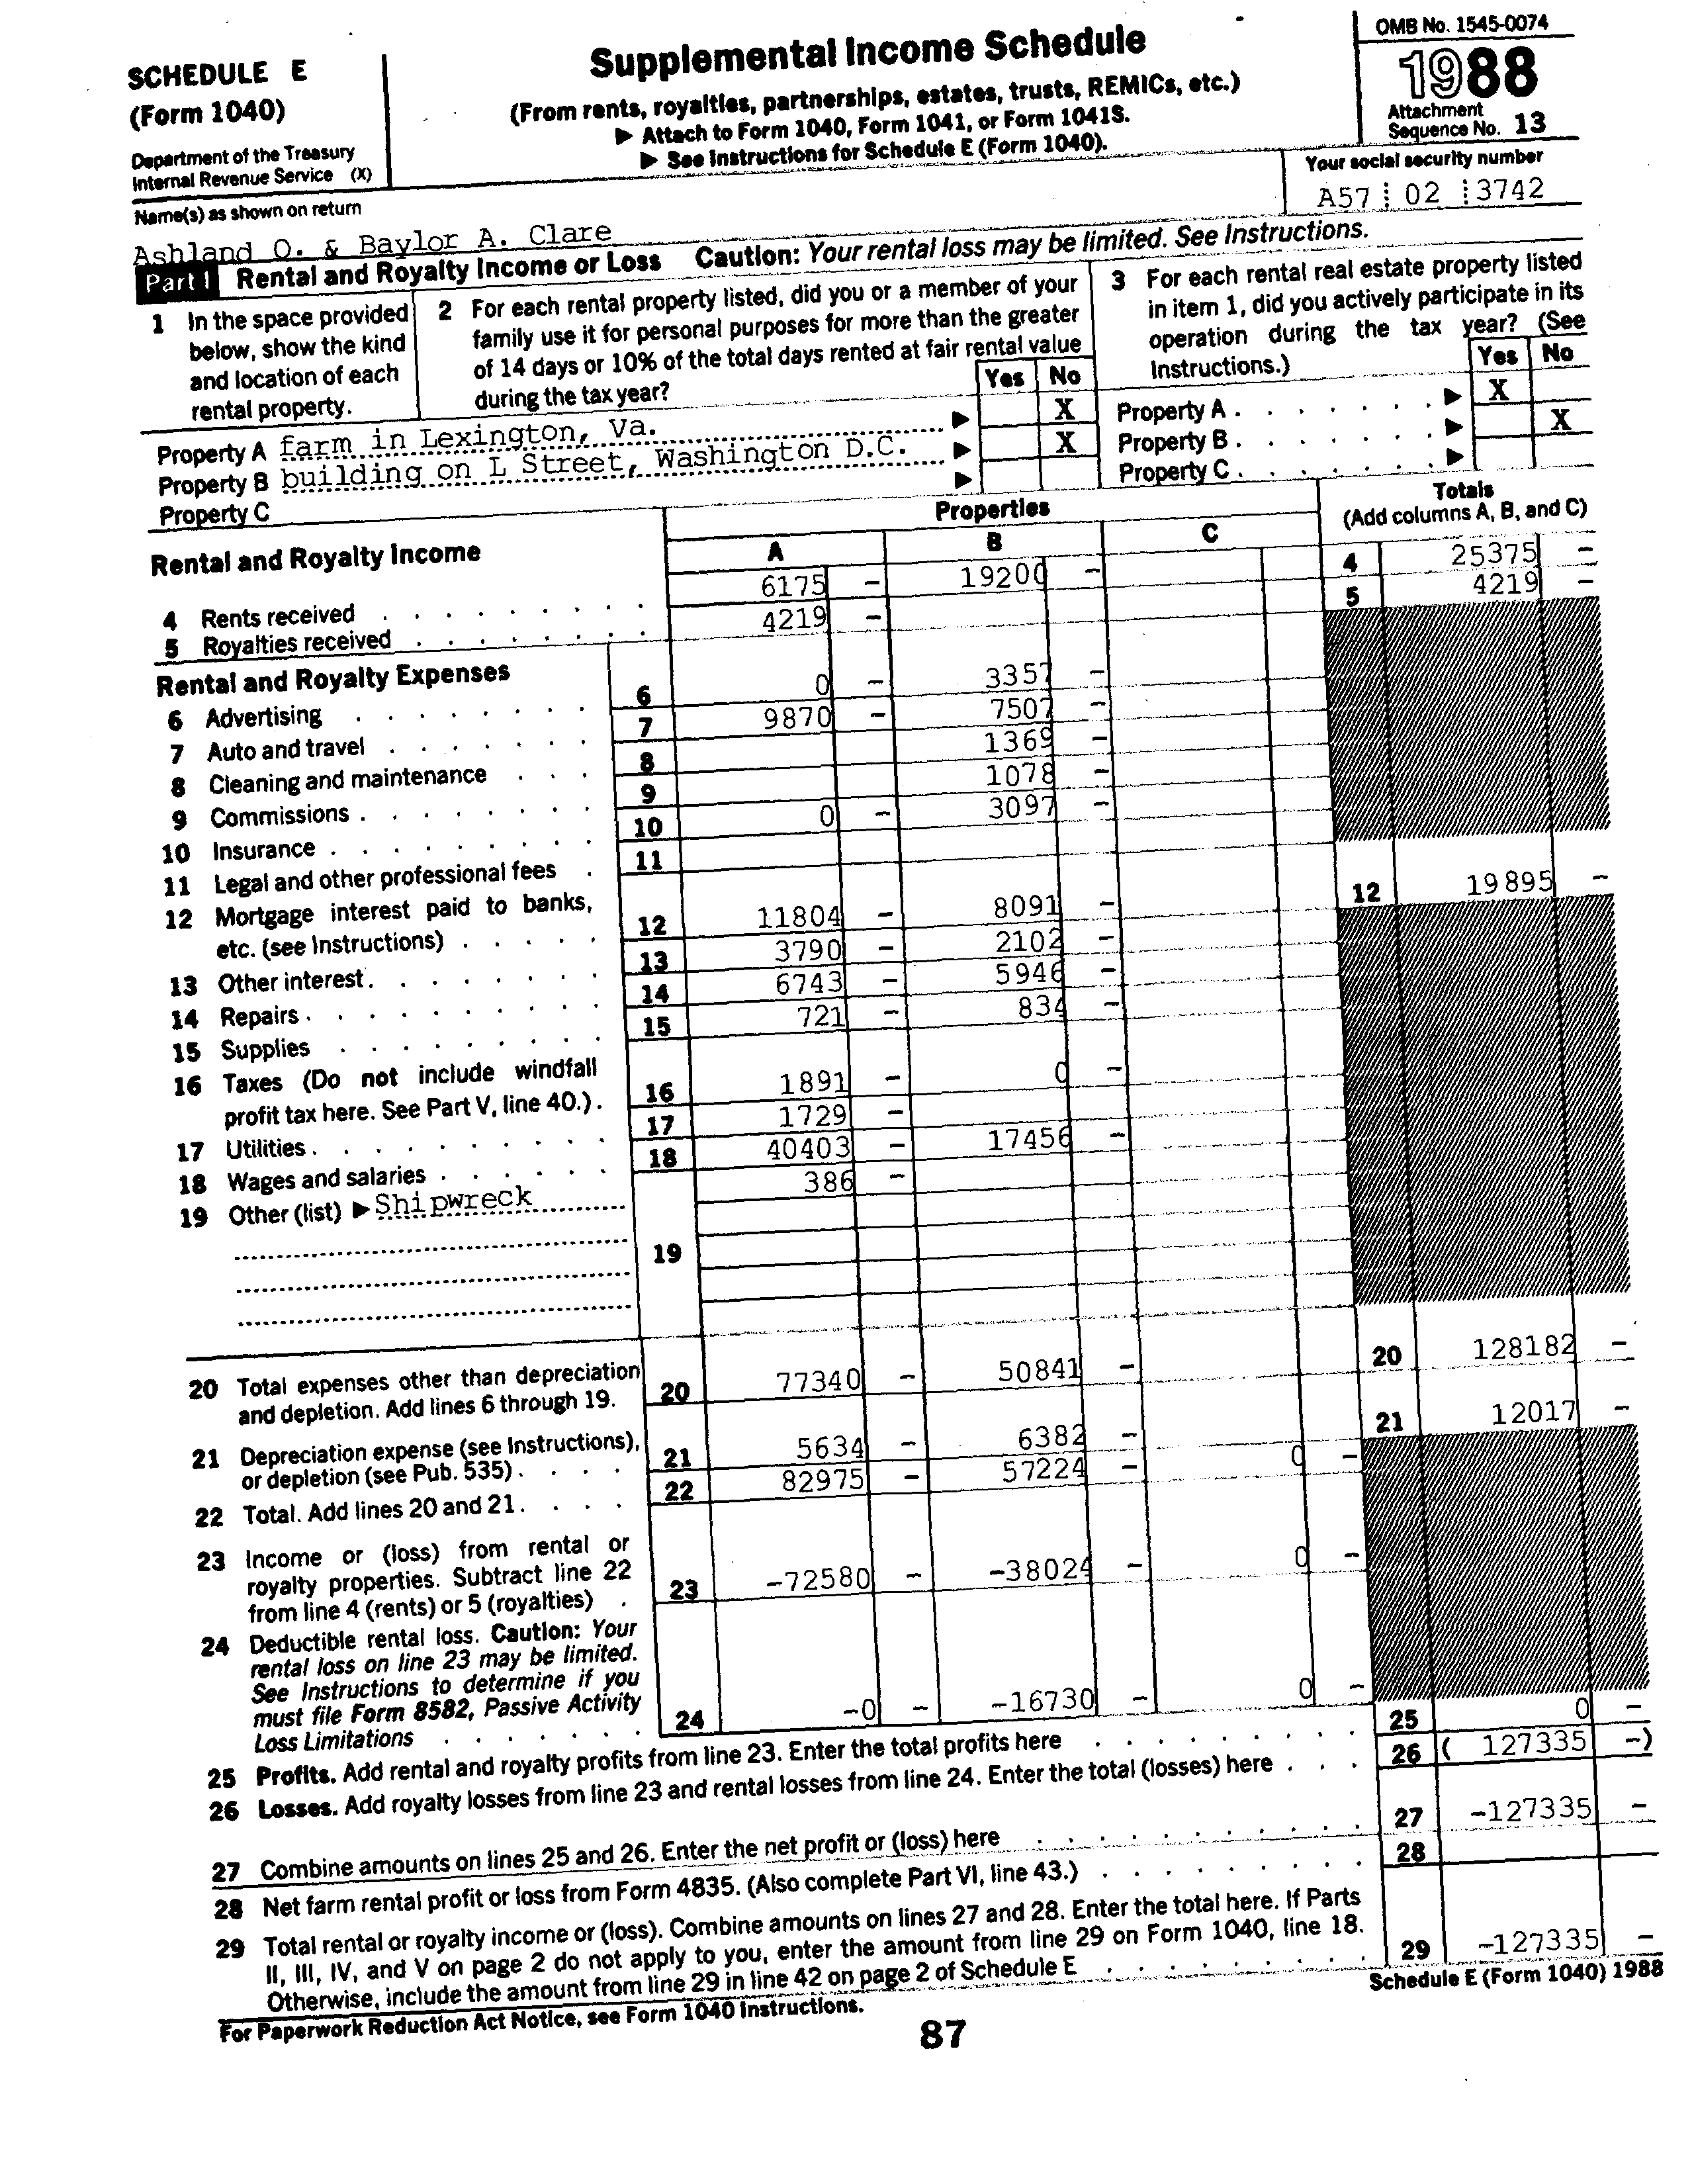 SCHEDULE E
(Form 1040)
Department of the Treasury
Internal Revenue Service (X)
Supplemental Income Schedule
(From rents, royalties, partnerships, estates, trusts, REMICs, etc.)
▶ Attach to Form 1040, Form 1041, or Form 1041S.
▶ See Instructions for Schedule E (Form 1040).
OMB No. 1545-0074
1988
Attachment
Sequence No. 13
Name(s) as shown on return
Ashland O. & Baylor A. Clare
Your social security number
A57 02 3742
Part I Rental and Royalty Income or Loss Caution: Your rental loss may be limited. See Instructions.
1 In the space provided
below, show the kind
and location of each
rental property.
2 For each rental property listed, did you or a member of your
family use it for personal purposes for more than the greater
of 14 days or 10% of the total days rented at fair rental value
during the tax year?
Yes No
3 For each rental real estate property listed
in item 1, did you actively participate in its
operation during the tax year? (See
Instructions.)
Yes No
Property A farm in Lexington, Va. ▶ X
Property B building on L Street, Washington D.C. ▶ X
Property C ▶
Property A . . . . . . . ▶ X
Property B . . . . . . . ▶ X
Property C . . . . . . . ▶
Rental and Royalty Income
Properties
A B C
Totals
(Add columns A, B, and C)
4 Rents received . . . . . . . . 6175 – 19200 – 4 25375 –
5 Royalties received . . . . . . . 4219 – 5 4219 –
Rental and Royalty Expenses
6 Advertising . . . . . . . . 6 0 – 3357 –
7 Auto and travel . . . . . . . 7 9870 – 7507 –
8 Cleaning and maintenance . . . 8 1369 –
9 Commissions . . . . . . . . 9 1078 –
10 Insurance . . . . . . . . . 10 0 – 3097 –
11 Legal and other professional fees . 11
12 Mortgage interest paid to banks,
etc. (see Instructions) . . . . . 12 11804 – 8091 – 12 19895 –
13 Other interest . . . . . . . . 13 3790 – 2102 –
14 Repairs . . . . . . . . . . 14 6743 – 5946 –
15 Supplies . . . . . . . . . 15 721 – 834 –
16 Taxes (Do not include windfall
profit tax here. See Part V, line 40.) . 16 1891 – 0 –
17 Utilities . . . . . . . . . . 17 1729 –
18 Wages and salaries . . . . . . 18 40403 – 17456 –
19 Other (list) ▶ Shipwreck 386 –
19
20 Total expenses other than depreciation
and depletion. Add lines 6 through 19. 20 77340 – 50841 – 20 128182 –
21 Depreciation expense (see Instructions),
or depletion (see Pub. 535) . . . . 21 5634 – 6382 – 0 – 21 12017 –
22 Total. Add lines 20 and 21 . . . . 22 82975 – 57224 –
23 Income or (loss) from rental or
royalty properties. Subtract line 22
from line 4 (rents) or 5 (royalties) . 23 -72580 – -38024 – 0 –
24 Deductible rental loss. Caution: Your
rental loss on line 23 may be limited.
See Instructions to determine if you
must file Form 8582, Passive Activity
Loss Limitations . . . . . . 24 -0 – -16730 – 0 –
25 Profits. Add rental and royalty profits from line 23. Enter the total profits here . . . . . . . . 25 0 –
26 Losses. Add royalty losses from line 23 and rental losses from line 24. Enter the total (losses) here . . . 26 ( 127335 –)
27 Combine amounts on lines 25 and 26. Enter the net profit or (loss) here . . . . . . . . . . . 27 -127335 –
28 Net farm rental profit or loss from Form 4835. (Also complete Part VI, line 43.) . . . . . . . . . 28
29 Total rental or royalty income or (loss). Combine amounts on lines 27 and 28. Enter the total here. If Parts
II, III, IV, and V on page 2 do not apply to you, enter the amount from line 29 on Form 1040, line 18.
Otherwise, include the amount from line 29 in line 42 on page 2 of Schedule E . . . . . . . . 29 -127335 –
For Paperwork Reduction Act Notice, see Form 1040 Instructions.
Schedule E (Form 1040) 1988
87